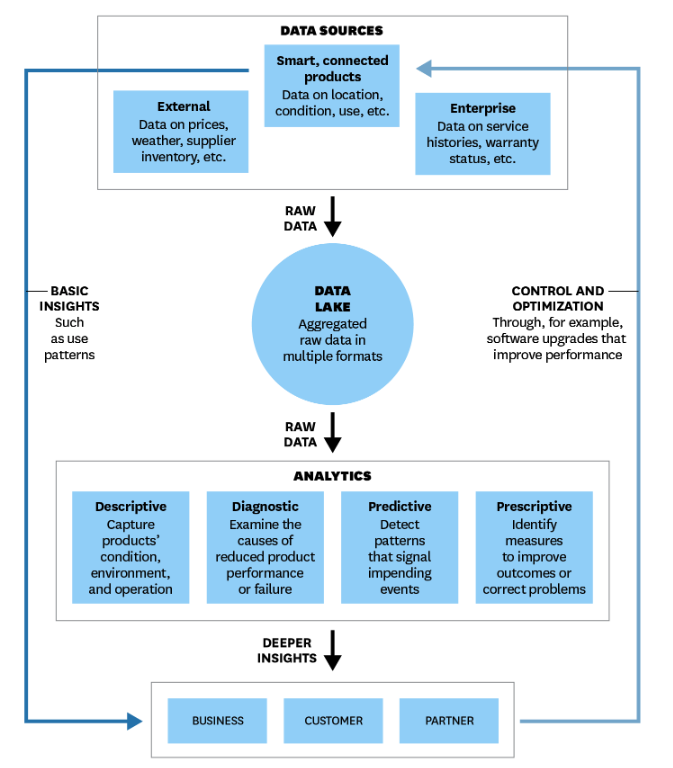 DATA SOURCES
Smart, connected
products
Data on location,
condition, use, etc.
External
Data on prices,
weather, supplier
inventory, etc.
Enterprise
Data on service
histories, warranty
status, etc.
RAW
DATA
DATA
LAKE
Aggregated
raw data in
multiple formats
BASIC
INSIGHTS
Such
as use
patterns
CONTROL AND
OPTIMIZATION
Through, for example,
software upgrades that
improve performance
RAW
DATA
ANALYTICS
Descriptive
Capture
products’
condition,
environment,
and operation
Diagnostic
Examine the
causes of
reduced product
performance
or failure
Predictive
Detect
patterns
that signal
impending
events
Prescriptive
Identify
measures
to improve
outcomes or
correct problems
DEEPER
INSIGHTS
BUSINESS
CUSTOMER
PARTNER